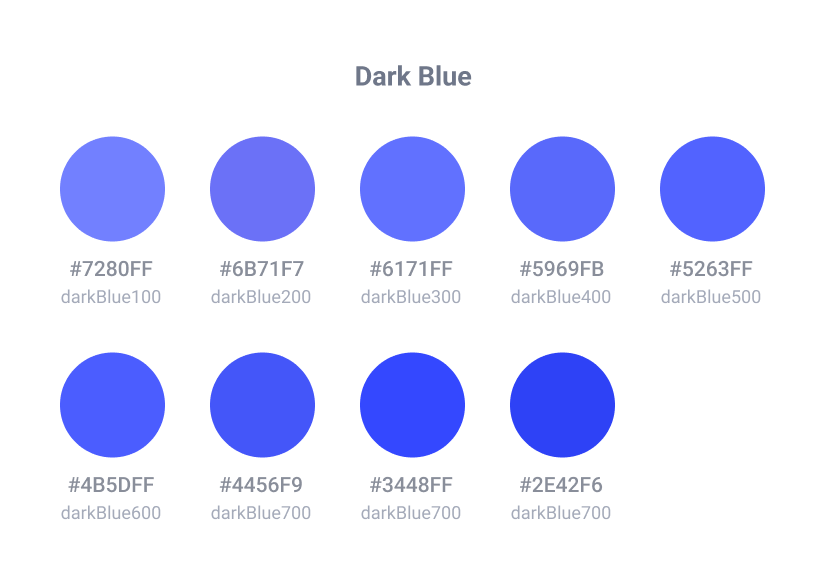 Dark Blue
#7280FF #6B71F7 #6171FF #5969FB #5263FF
darkBlue100 darkBlue200 darkBlue300 darkBlue400 darkBlue500
#4B5DFF #4456F9 #3448FF #2E42F6
darkBlue600 darkBlue700 darkBlue700 darkBlue700